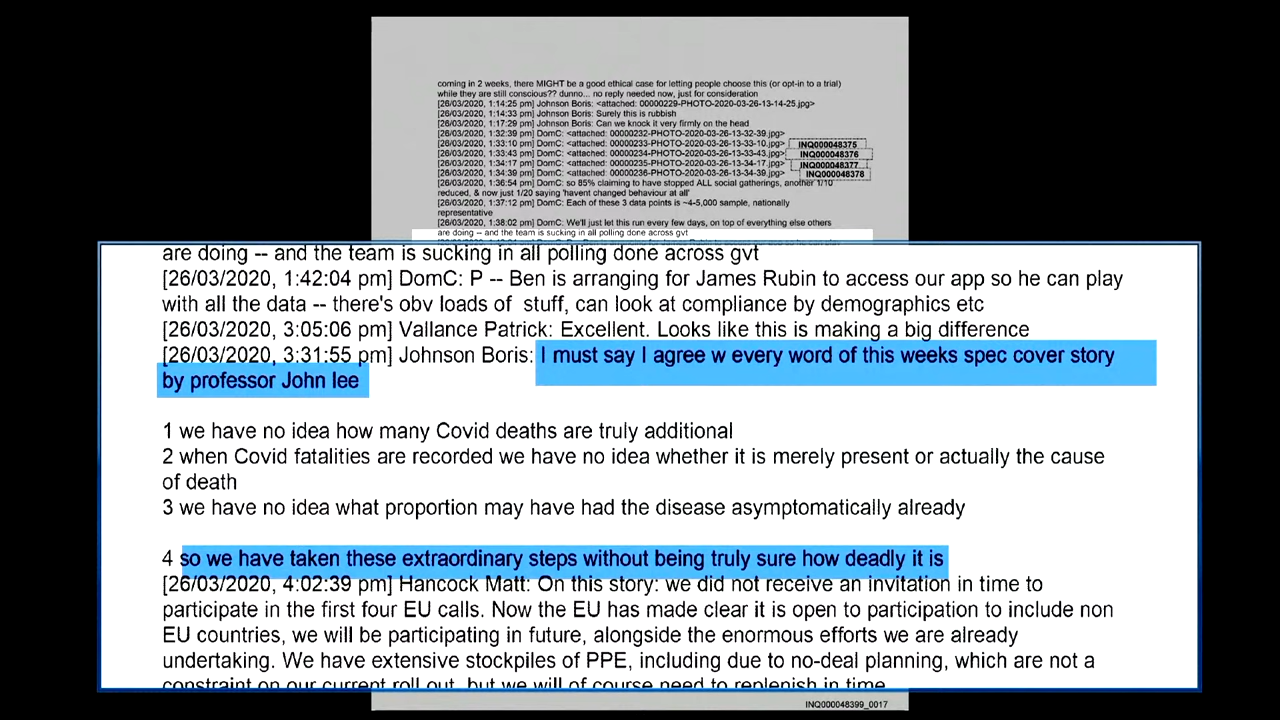 coming in 2 weeks, there MIGHT be a good ethical case for letting people choose this (or opt-in to a trial)
while they are still conscious?? dunno... no reply needed now, just for consideration
[26/03/2020, 1:14:25 pm] Johnson Boris: <attached: 00000229-PHOTO-2020-03-26-13-14-25.jpg>
[26/03/2020, 1:14:33 pm] Johnson Boris: Surely this is rubbish
[26/03/2020, 1:17:29 pm] Johnson Boris: Can we knock it very firmly on the head
[26/03/2020, 1:32:39 pm] DomC: <attached: 00000232-PHOTO-2020-03-26-13-32-39.jpg>
[26/03/2020, 1:33:10 pm] DomC: <attached: 00000233-PHOTO-2020-03-26-13-33-10.jpg> INQ000048375
[26/03/2020, 1:33:43 pm] DomC: <attached: 00000234-PHOTO-2020-03-26-13-33-43.jpg> INQ000048376
[26/03/2020, 1:34:17 pm] DomC: <attached: 00000235-PHOTO-2020-03-26-13-34-17.jpg> INQ000048377
[26/03/2020, 1:34:39 pm] DomC: <attached: 00000236-PHOTO-2020-03-26-13-34-39.jpg> INQ000048378
[26/03/2020, 1:36:54 pm] DomC: so 85% claiming to have stopped ALL social gatherings, another 1/10
reduced, & now just 1/20 saying 'havent changed behaviour at all'
[26/03/2020, 1:37:12 pm] DomC: Each of these 3 data points is ~4-5,000 sample, nationally
representative
[26/03/2020, 1:38:02 pm] DomC: We'll just let this run every few days, on top of everything else others
are doing -- and the team is sucking in all polling done across gvt
are doing -- and the team is sucking in all polling done across gvt
[26/03/2020, 1:42:04 pm] DomC: P -- Ben is arranging for James Rubin to access our app so he can play
with all the data -- there's obv loads of stuff, can look at compliance by demographics etc
[26/03/2020, 3:05:06 pm] Vallance Patrick: Excellent. Looks like this is making a big difference
[26/03/2020, 3:31:55 pm] Johnson Boris: I must say I agree w every word of this weeks spec cover story
by professor John lee
1 we have no idea how many Covid deaths are truly additional
2 when Covid fatalities are recorded we have no idea whether it is merely present or actually the cause
of death
3 we have no idea what proportion may have had the disease asymptomatically already
4 so we have taken these extraordinary steps without being truly sure how deadly it is
[26/03/2020, 4:02:39 pm] Hancock Matt: On this story: we did not receive an invitation in time to
participate in the first four EU calls. Now the EU has made clear it is open to participation to include non
EU countries, we will be participating in future, alongside the enormous efforts we are already
undertaking. We have extensive stockpiles of PPE, including due to no-deal planning, which are not a
constraint on our current roll out, but we will of course need to replenish in time
INQ000048399_0017